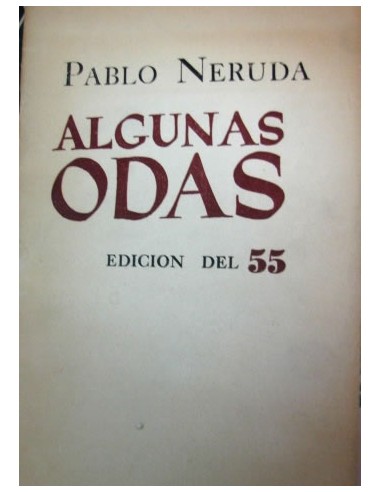 PABLO NERUDA
ALGUNAS
ODAS
EDICION DEL 55